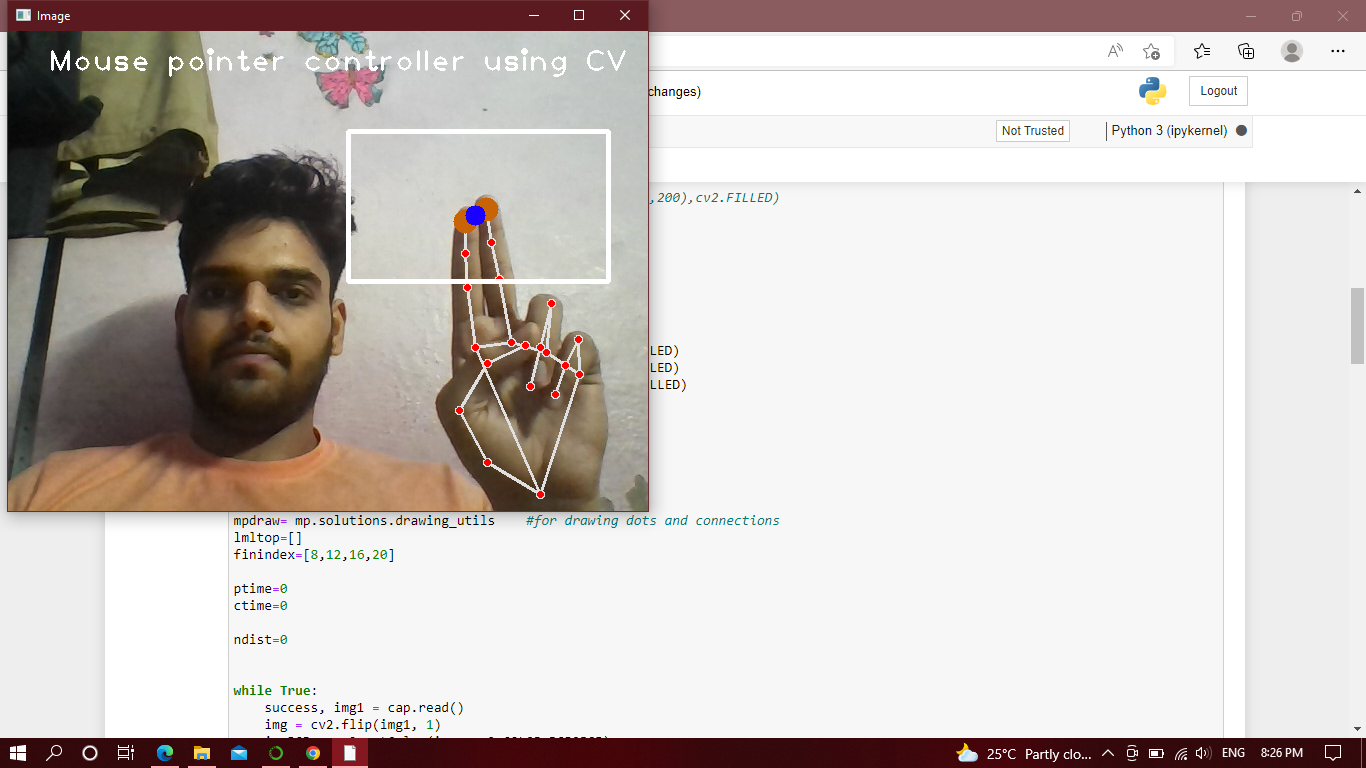 Image
Mouse pointer controller using CV
changes)
Logout
Not Trusted
Python 3 (ipykernel)
,200),cv2.FILLED)
LED)
LED)
LLED)
mpdraw= mp.solutions.drawing_utils    #for drawing dots and connections
lmltop=[]
finindex=[8,12,16,20]
ptime=0
ctime=0
ndist=0
while True:
    success, img1 = cap.read()
    img = cv2.flip(img1, 1)
25°C Partly clo...
ENG
8:26 PM